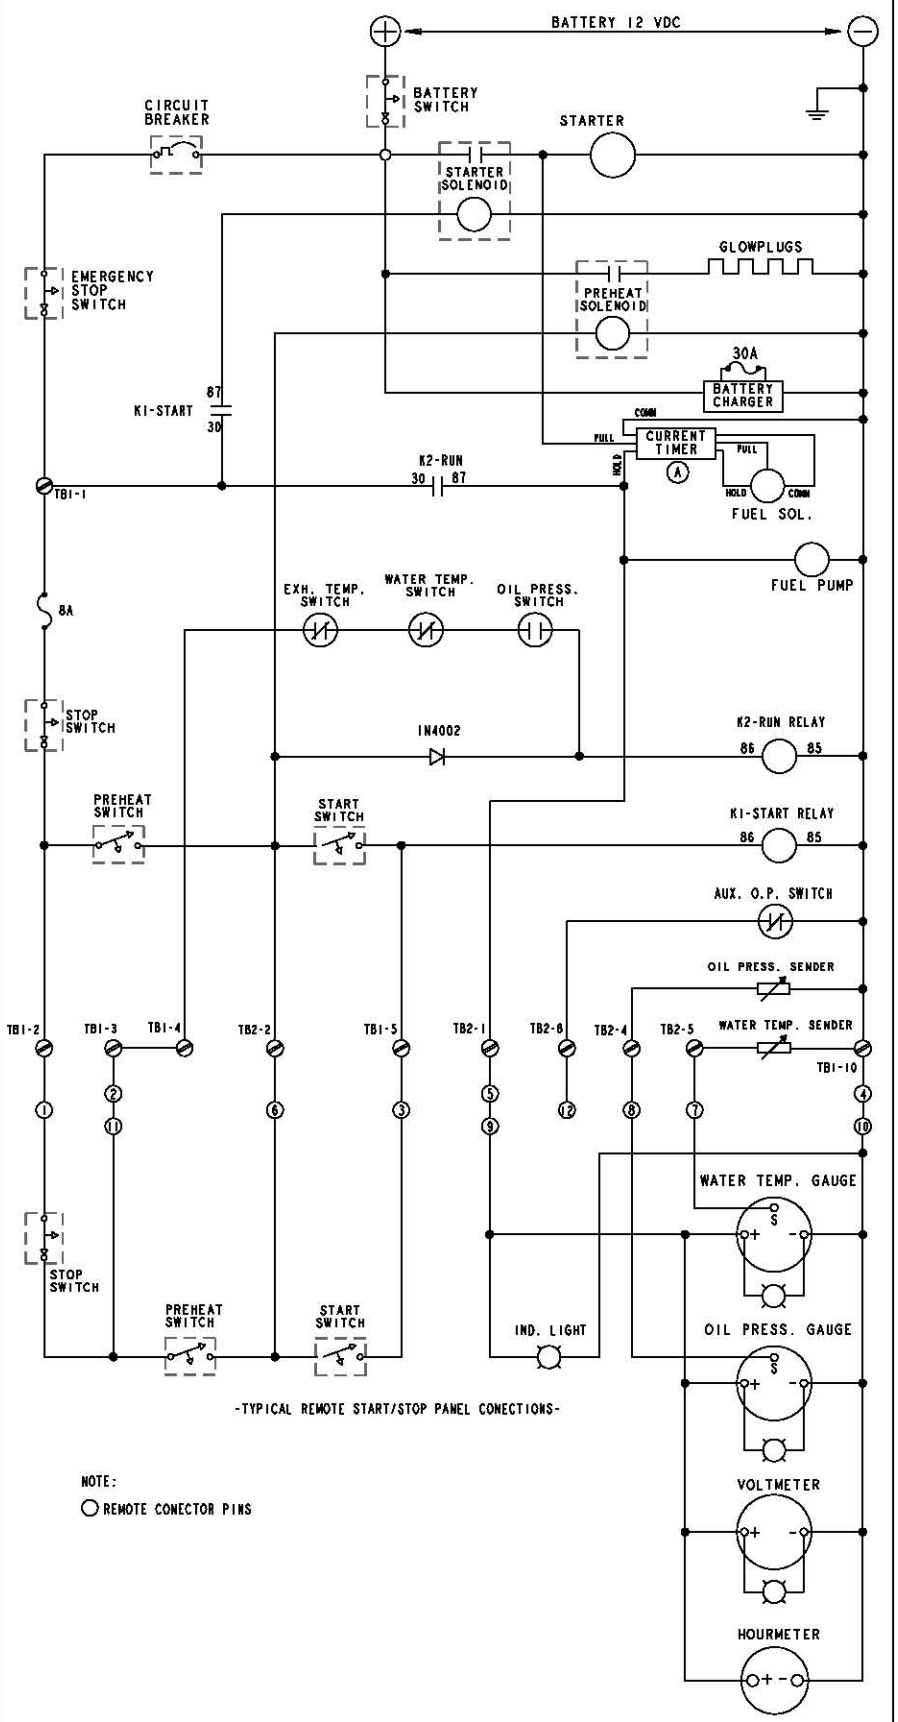 BATTERY 12 VDC
+
-
BATTERY
SWITCH
CIRCUIT
BREAKER
STARTER
STARTER
SOLENOID
GLOWPLUGS
EMERGENCY
STOP
SWITCH
PREHEAT
SOLENOID
30A
BATTERY
CHARGER
87
K1-START
30
COMM
PULL
CURRENT
TIMER
PULL
HOLD
A
K2-RUN
30
87
HOLD
COMM
TB1-1
FUEL SOL.
FUEL PUMP
8A
EXH. TEMP.
SWITCH
WATER TEMP.
SWITCH
OIL PRESS.
SWITCH
STOP
SWITCH
1N4002
K2-RUN RELAY
86
85
PREHEAT
SWITCH
START
SWITCH
K1-START RELAY
86
85
AUX. O.P. SWITCH
OIL PRESS. SENDER
TB1-2
TB1-3
TB1-4
TB2-2
TB1-5
TB2-1
TB2-6
TB2-4
TB2-5
WATER TEMP. SENDER
TB1-10
1
2
11
6
3
5
9
12
8
7
4
10
WATER TEMP. GAUGE
S
+
-
STOP
SWITCH
PREHEAT
SWITCH
START
SWITCH
IND. LIGHT
OIL PRESS. GAUGE
S
+
-
-TYPICAL REMOTE START/STOP PANEL CONECTIONS-
NOTE:
REMOTE CONECTOR PINS
VOLTMETER
+
-
HOURMETER
+
-